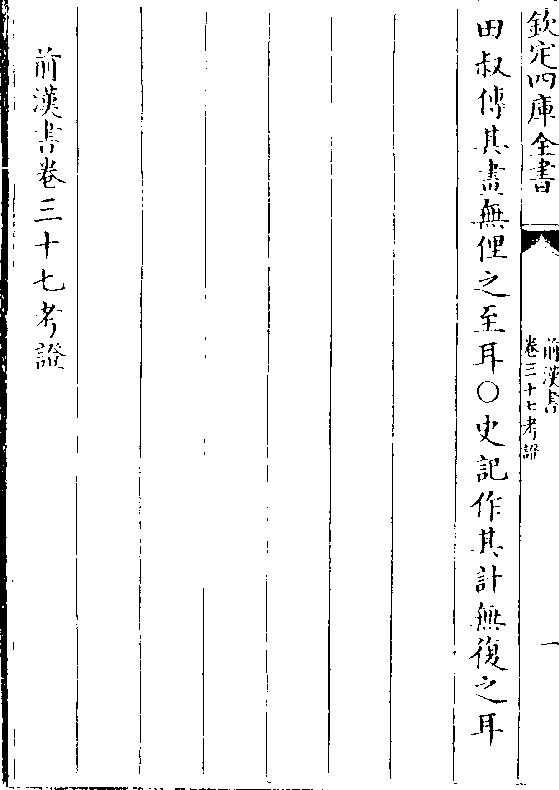 欽定四庫全書
前漢書
卷三十七考證
一
田叔傳其畫無俚之至耳○史記作其計無復之耳
前漢書卷三十七考證